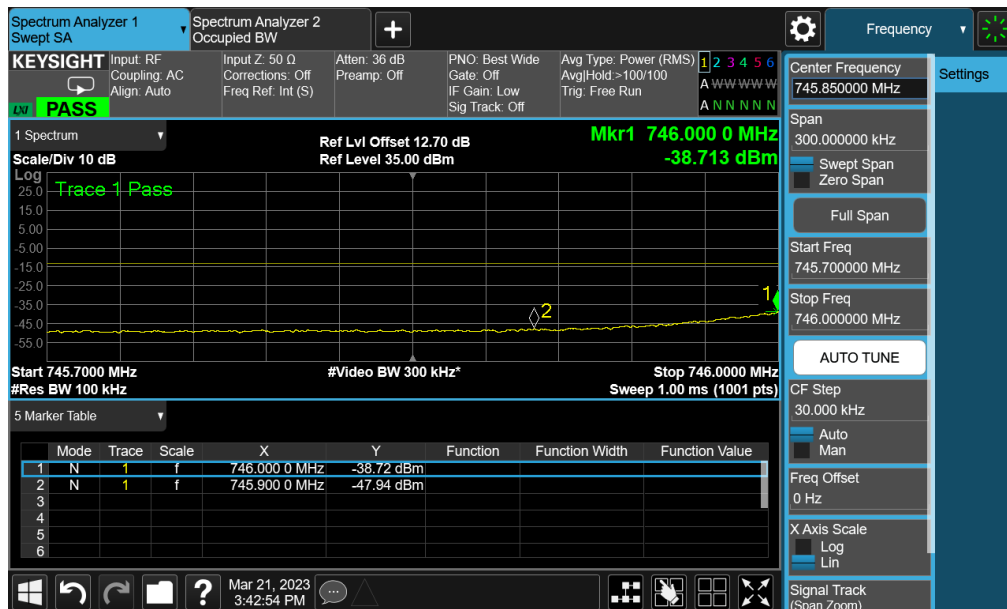 Spectrum Analyzer 1
Swept SA
Spectrum Analyzer 2
Occupied BW
Frequency
KEYSIGHT
Input: RF
Coupling: AC
Align: Auto
Input Z: 50 Ω
Corrections: Off
Freq Ref: Int (S)
Atten: 36 dB
Preamp: Off
PNO: Best Wide
Gate: Off
IF Gain: Low
Sig Track: Off
Avg Type: Power (RMS)
Avg|Hold:>100/100
Trig: Free Run
1 2 3 4 5 6
A W W W W W
A N N N N N
LXI
PASS
1 Spectrum
Scale/Div 10 dB
Ref Lvl Offset 12.70 dB
Ref Level 35.00 dBm
Mkr1 746.000 0 MHz
-38.713 dBm
Log
Trace 1 Pass
25.0
15.0
5.00
-5.00
-15.0
-25.0
-35.0
-45.0
-55.0
1
2
Start 745.7000 MHz
#Res BW 100 kHz
#Video BW 300 kHz*
Stop 746.0000 MHz
Sweep 1.00 ms (1001 pts)
5 Marker Table
Mode Trace Scale X Y Function Function Width Function Value
1 N 1 f 746.000 0 MHz -38.72 dBm
2 N 1 f 745.900 0 MHz -47.94 dBm
3
4
5
6
Mar 21, 2023
3:42:54 PM
?
Center Frequency
745.850000 MHz
Settings
Span
300.000000 kHz
Swept Span
Zero Span
Full Span
Start Freq
745.700000 MHz
Stop Freq
746.000000 MHz
AUTO TUNE
CF Step
30.000 kHz
Auto
Man
Freq Offset
0 Hz
X Axis Scale
Log
Lin
Signal Track
(Span Zoom)